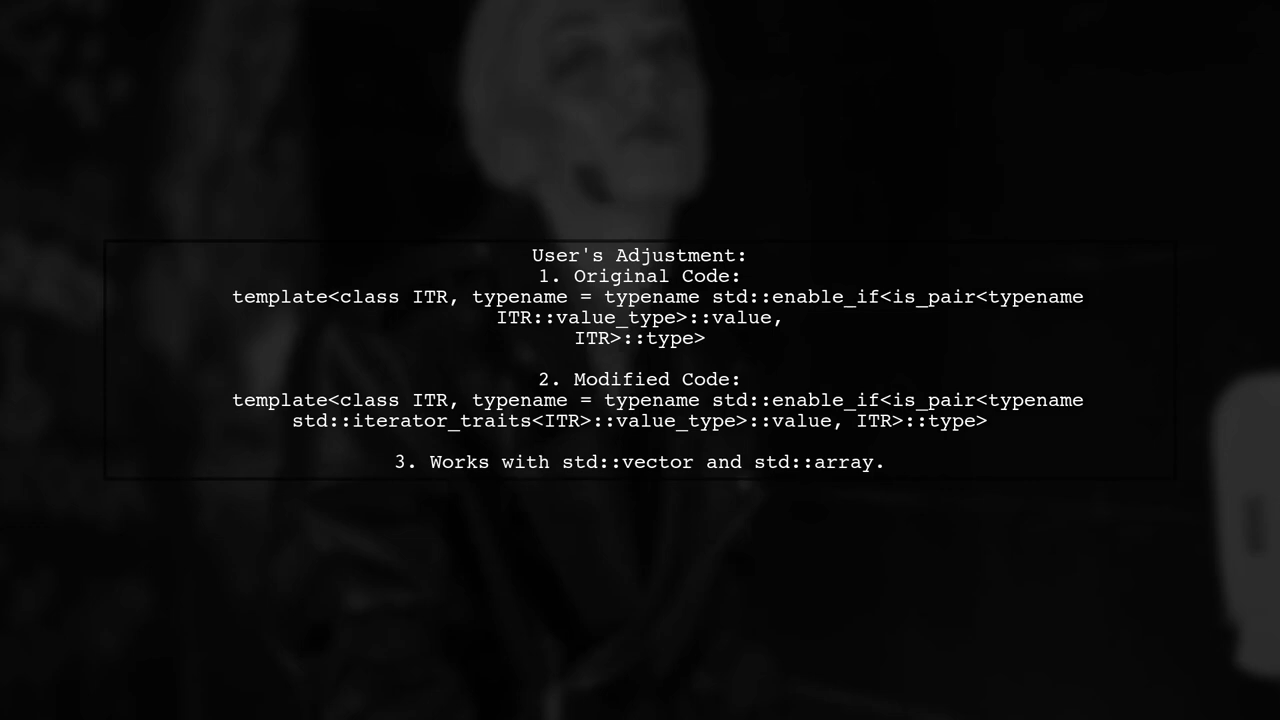 User's Adjustment:
1. Original Code:
template<class ITR, typename = typename std::enable_if<is_pair<typename
ITR::value_type>::value,
ITR>::type>
2. Modified Code:
template<class ITR, typename = typename std::enable_if<is_pair<typename
std::iterator_traits<ITR>::value_type>::value, ITR>::type>
3. Works with std::vector and std::array.